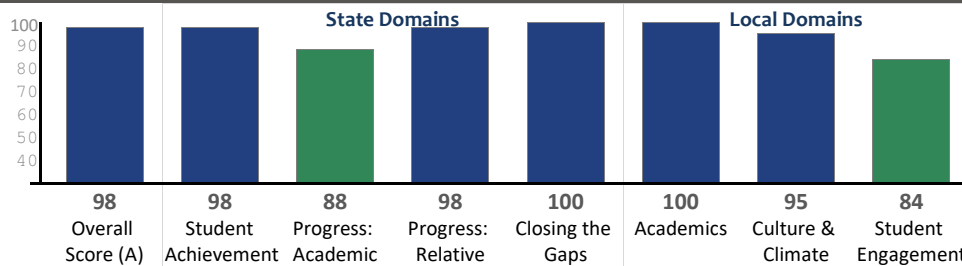 State Domains Local Domains
100
90
80
70
60
50
40
98 98 88 98 100 100 95 84
Overall Student Progress: Progress: Closing the Academics Culture & Student
Score (A) Achievement Academic Relative Gaps Climate Engagement